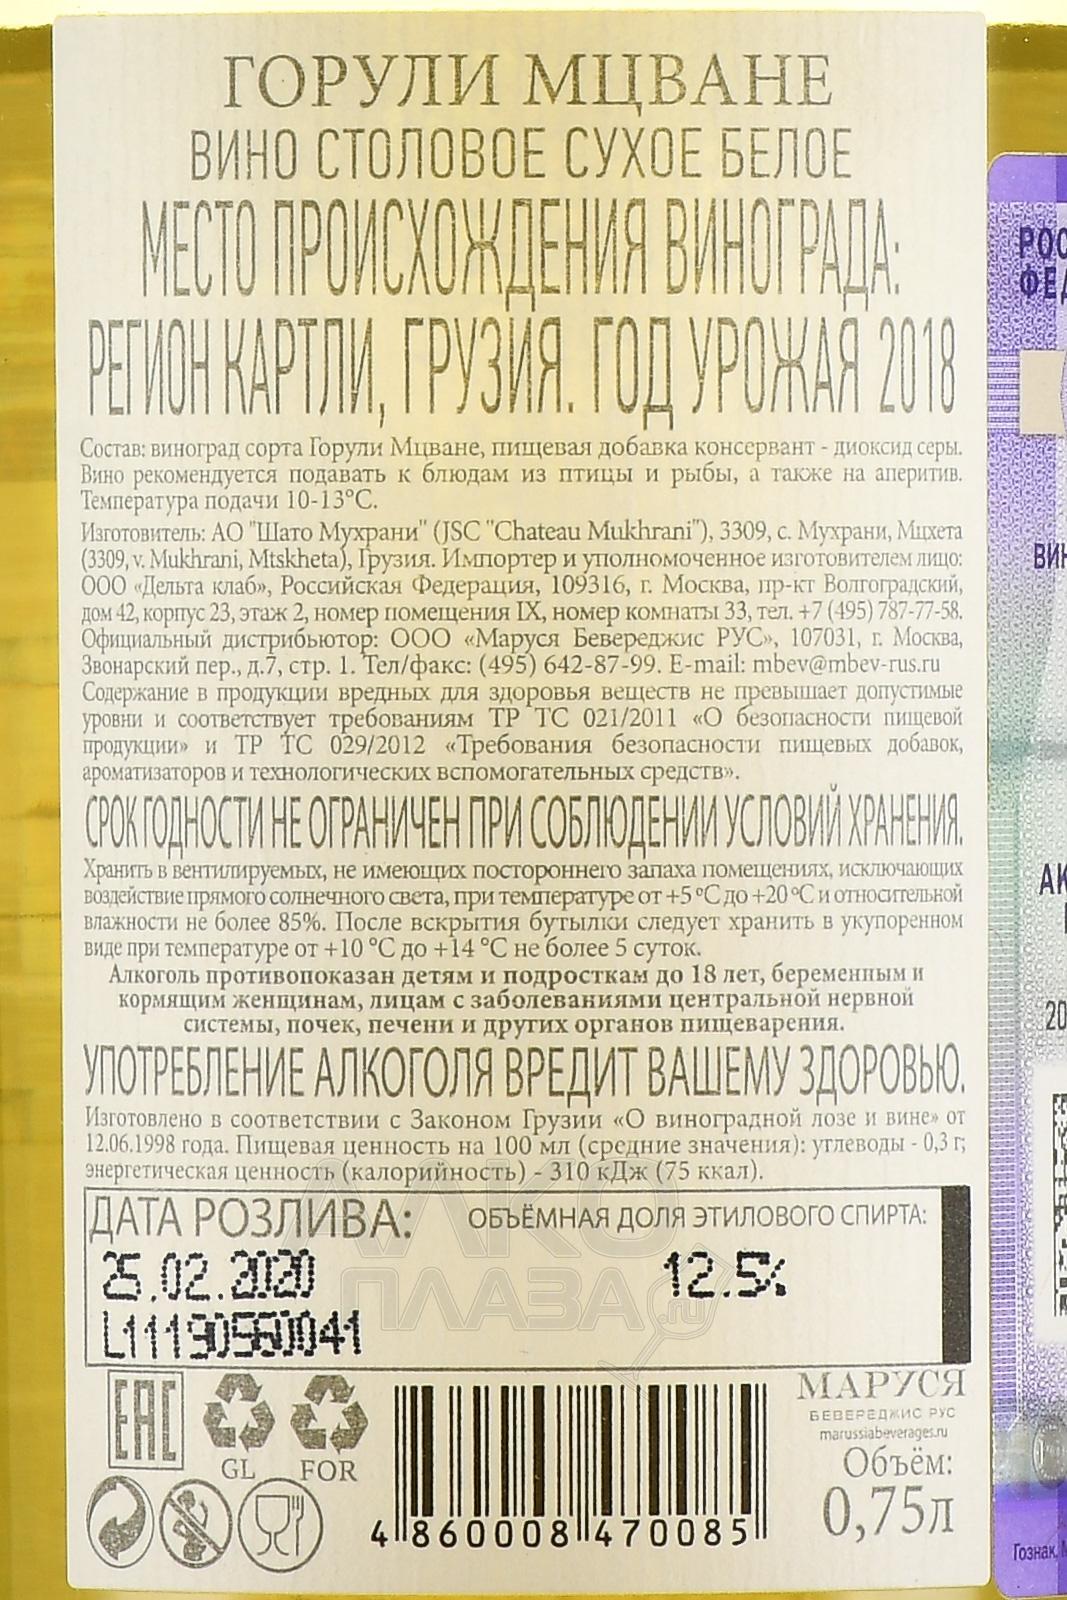 ГОРУЛИ МЦВАНЕ
ВИНО СТОЛОВОЕ СУХОЕ БЕЛОЕ
МЕСТО ПРОИСХОЖДЕНИЯ ВИНОГРАДА:
РЕГИОН КАРТЛИ, ГРУЗИЯ. ГОД УРОЖАЯ 2018
Состав: виноград сорта Горули Мцване, пищевая добавка консервант - диоксид серы.
Вино рекомендуется подавать к блюдам из птицы и рыбы, а также на аперитив.
Температура подачи 10-13°С.
Изготовитель: АО "Шато Мухрани" (JSC "Chateau Mukhrani"), 3309, с. Мухрани, Мцхета
(3309, v. Mukhrani, Mtskheta), Грузия. Импортер и уполномоченное изготовителем лицо:
ООО «Дельта клаб», Российская Федерация, 109316, г. Москва, пр-кт Волгоградский,
дом 42, корпус 23, этаж 2, номер помещения IX, номер комнаты 33, тел. +7 (495) 787-77-58.
Официальный дистрибьютор: ООО «Маруся Бевереджис РУС», 107031, г. Москва,
Звонарский пер., д.7, стр. 1. Тел/факс: (495) 642-87-99. E-mail: mbev@mbev-rus.ru
Содержание в продукции вредных для здоровья веществ не превышает допустимые
уровни и соответствует требованиям ТР ТС 021/2011 «О безопасности пищевой
продукции» и ТР ТС 029/2012 «Требования безопасности пищевых добавок,
ароматизаторов и технологических вспомогательных средств».
СРОК ГОДНОСТИ НЕ ОГРАНИЧЕН ПРИ СОБЛЮДЕНИИ УСЛОВИЙ ХРАНЕНИЯ.
Хранить в вентилируемых, не имеющих постороннего запаха помещениях, исключающих
воздействие прямого солнечного света, при температуре от +5 °С до +20 °С и относительной
влажности не более 85%. После вскрытия бутылки следует хранить в укупоренном
виде при температуре от +10 °С до +14 °С не более 5 суток.
Алкоголь противопоказан детям и подросткам до 18 лет, беременным и
кормящим женщинам, лицам с заболеваниями центральной нервной
системы, почек, печени и других органов пищеварения.
УПОТРЕБЛЕНИЕ АЛКОГОЛЯ ВРЕДИТ ВАШЕМУ ЗДОРОВЬЮ.
Изготовлено в соответствии с Законом Грузии «О виноградной лозе и вине» от
12.06.1998 года. Пищевая ценность на 100 мл (средние значения): углеводы - 0,3 г;
энергетическая ценность (калорийность) - 310 кДж (75 ккал).
ДАТА РОЗЛИВА: ОБЪЁМНАЯ ДОЛЯ ЭТИЛОВОГО СПИРТА:
25.02.2020 12.5%
АЛКО
ПЛАЗА.ru
EAC
GL FOR
4 860008 470085
МАРУСЯ
БЕВЕРЕДЖИС РУС
marussiabeverages.ru
Объём:
0,75л
РОС
ФЕД
ВИН
АК
20
Гознак,